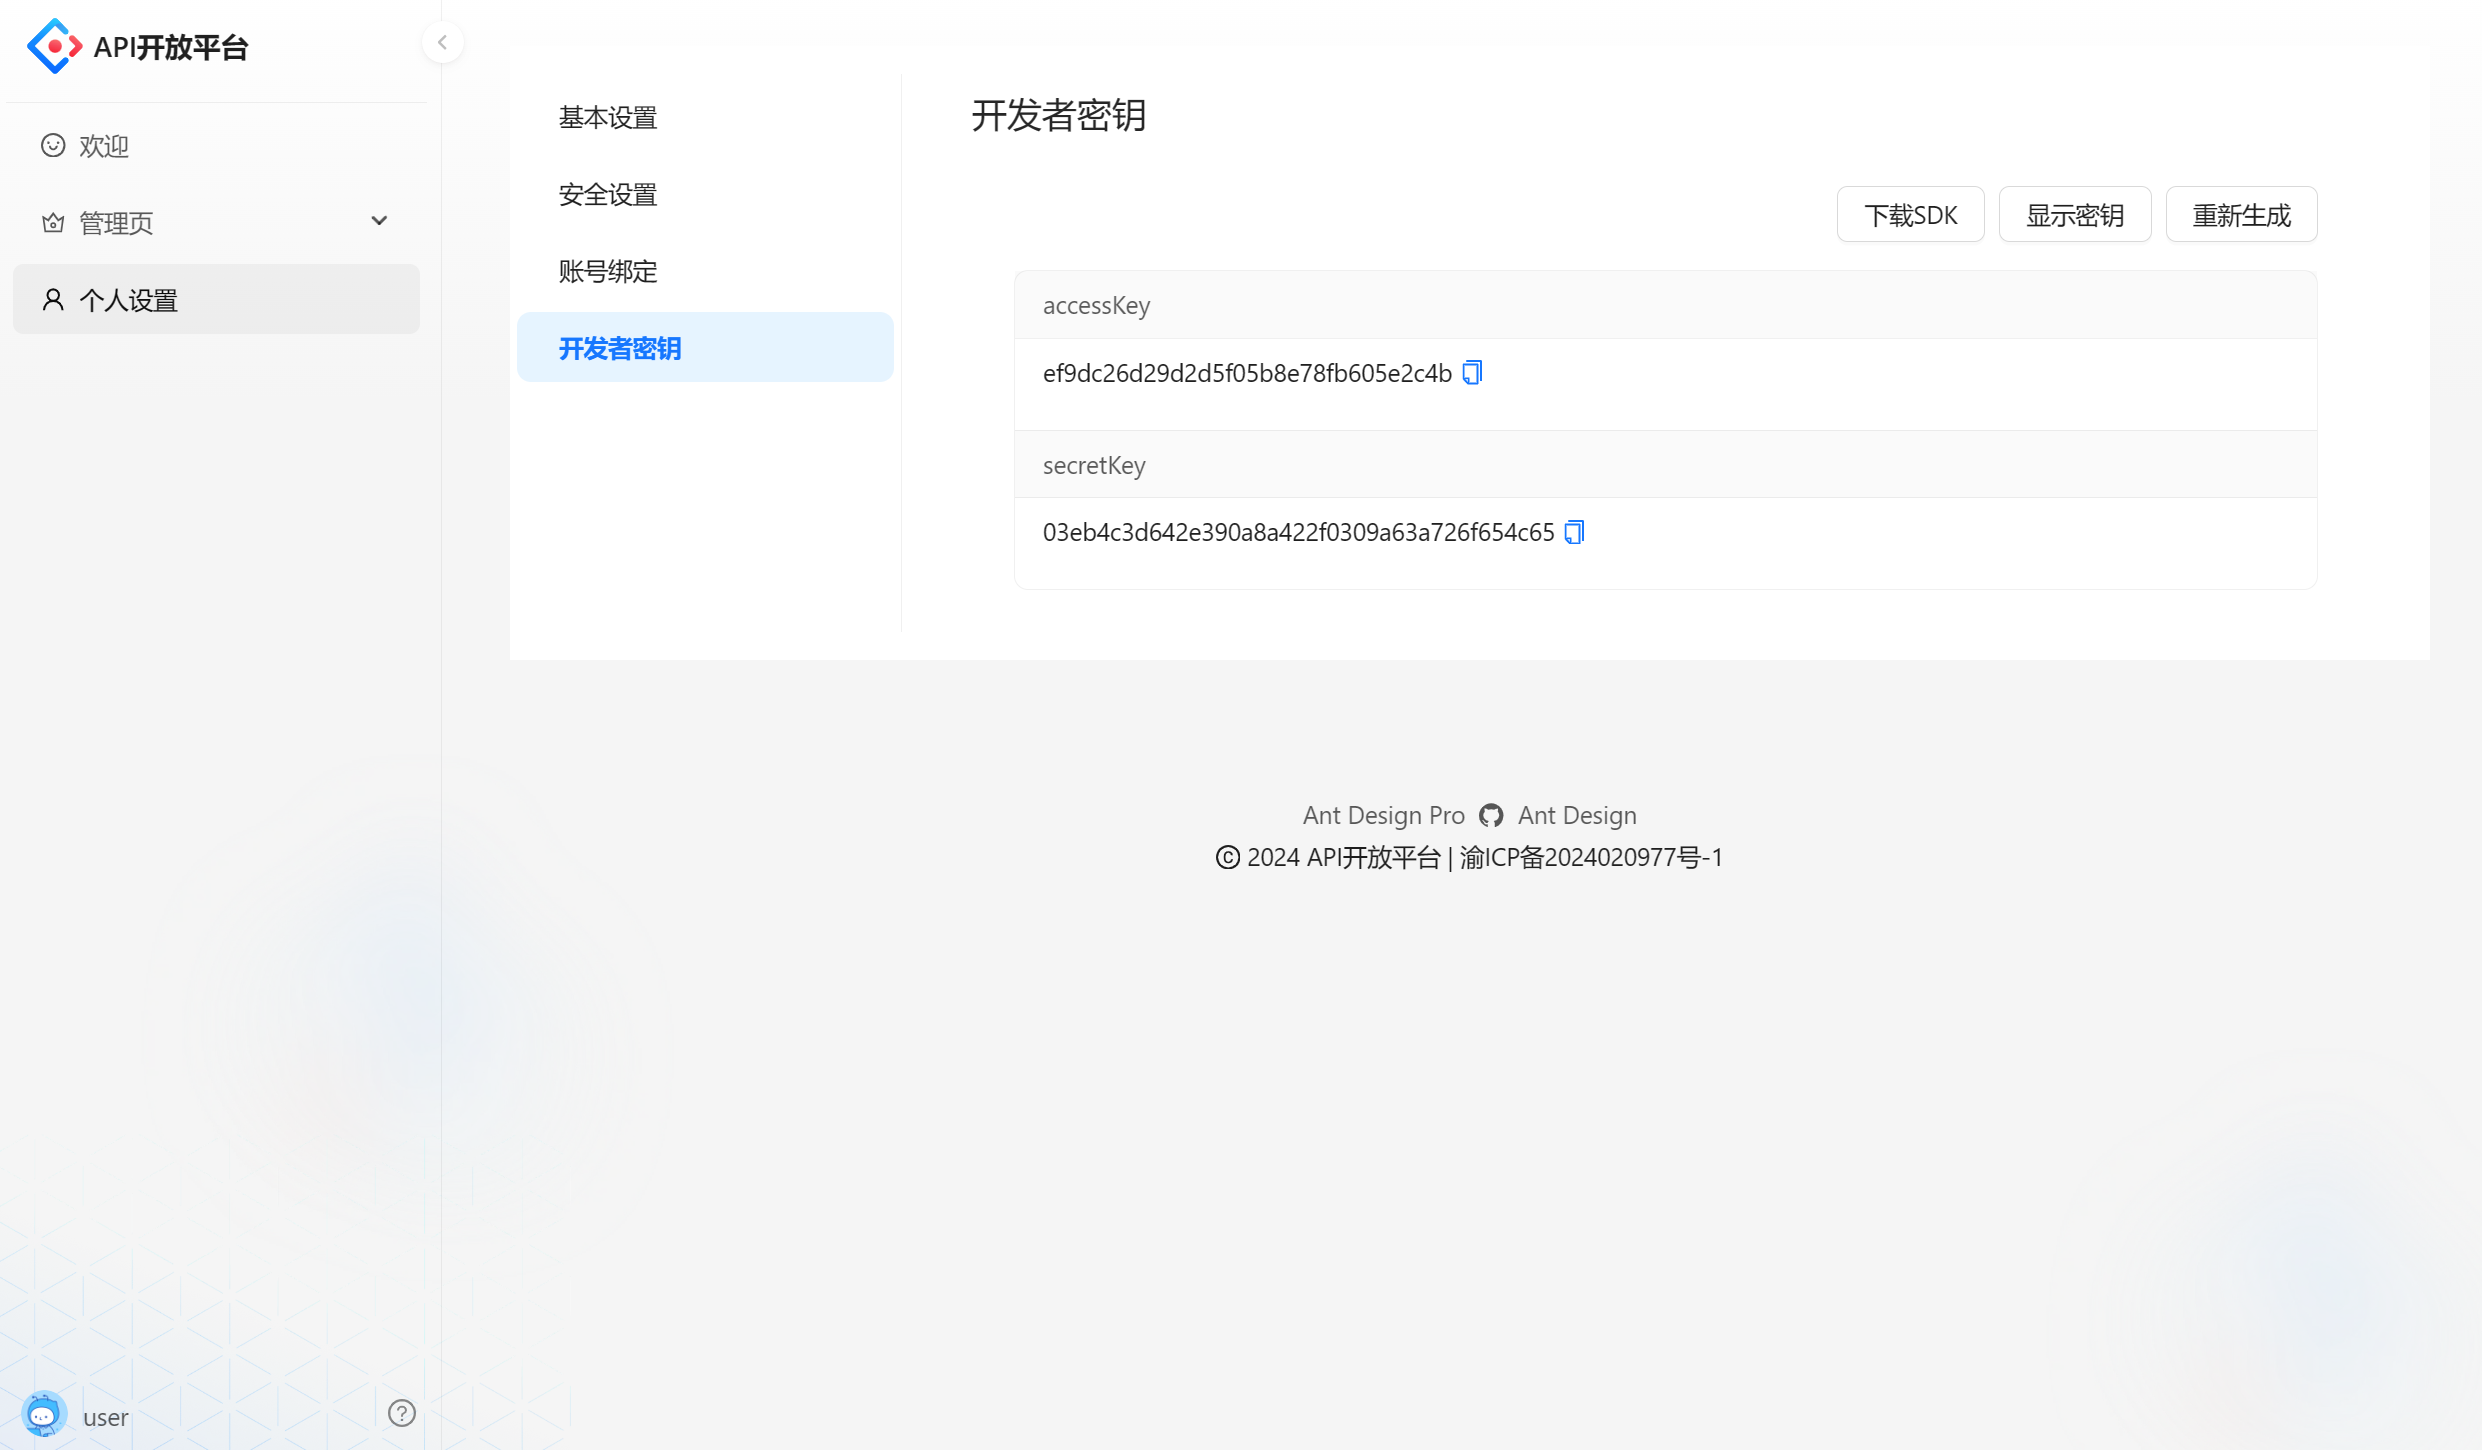 API开放平台
欢迎
管理页
个人设置
基本设置
安全设置
账号绑定
开发者密钥
开发者密钥
下载SDK
显示密钥
重新生成
accessKey
ef9dc26d29d2d5f05b8e78fb605e2c4b
secretKey
03eb4c3d642e390a8a422f0309a63a726f654c65
Ant Design Pro Ant Design
© 2024 API开放平台 | 渝ICP备2024020977号-1
user